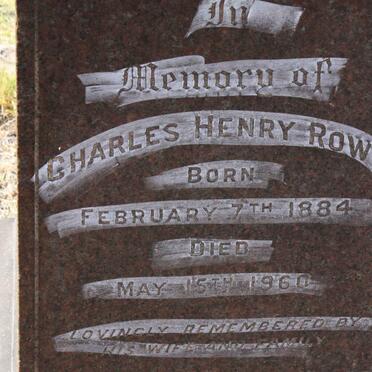 In
Memory of
CHARLES HENRY ROW
BORN
FEBRUARY 7TH 1884
DIED
MAY 15TH 1960
LOVINGLY REMEMBERED BY
HIS WIFE AND FAMILY